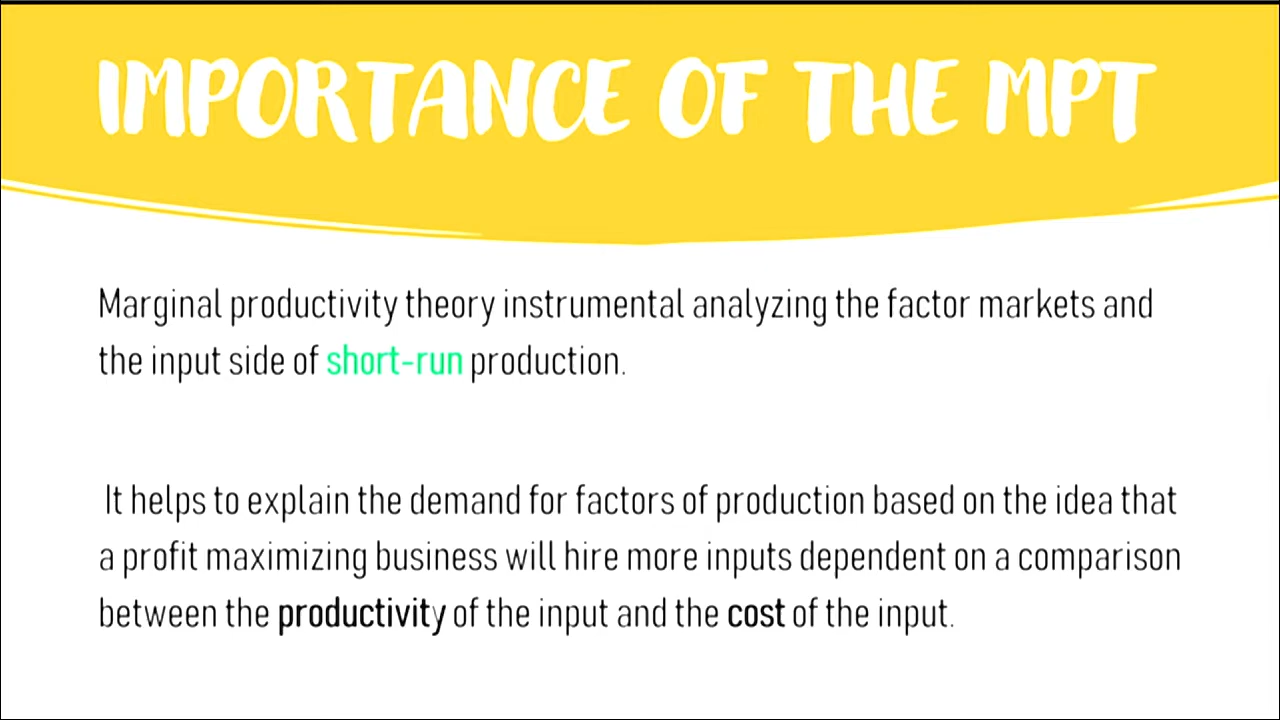 IMPORTANCE OF THE MPT
Marginal productivity theory instrumental analyzing the factor markets and
the input side of short-run production.
It helps to explain the demand for factors of production based on the idea that
a profit maximizing business will hire more inputs dependent on a comparison
between the productivity of the input and the cost of the input.